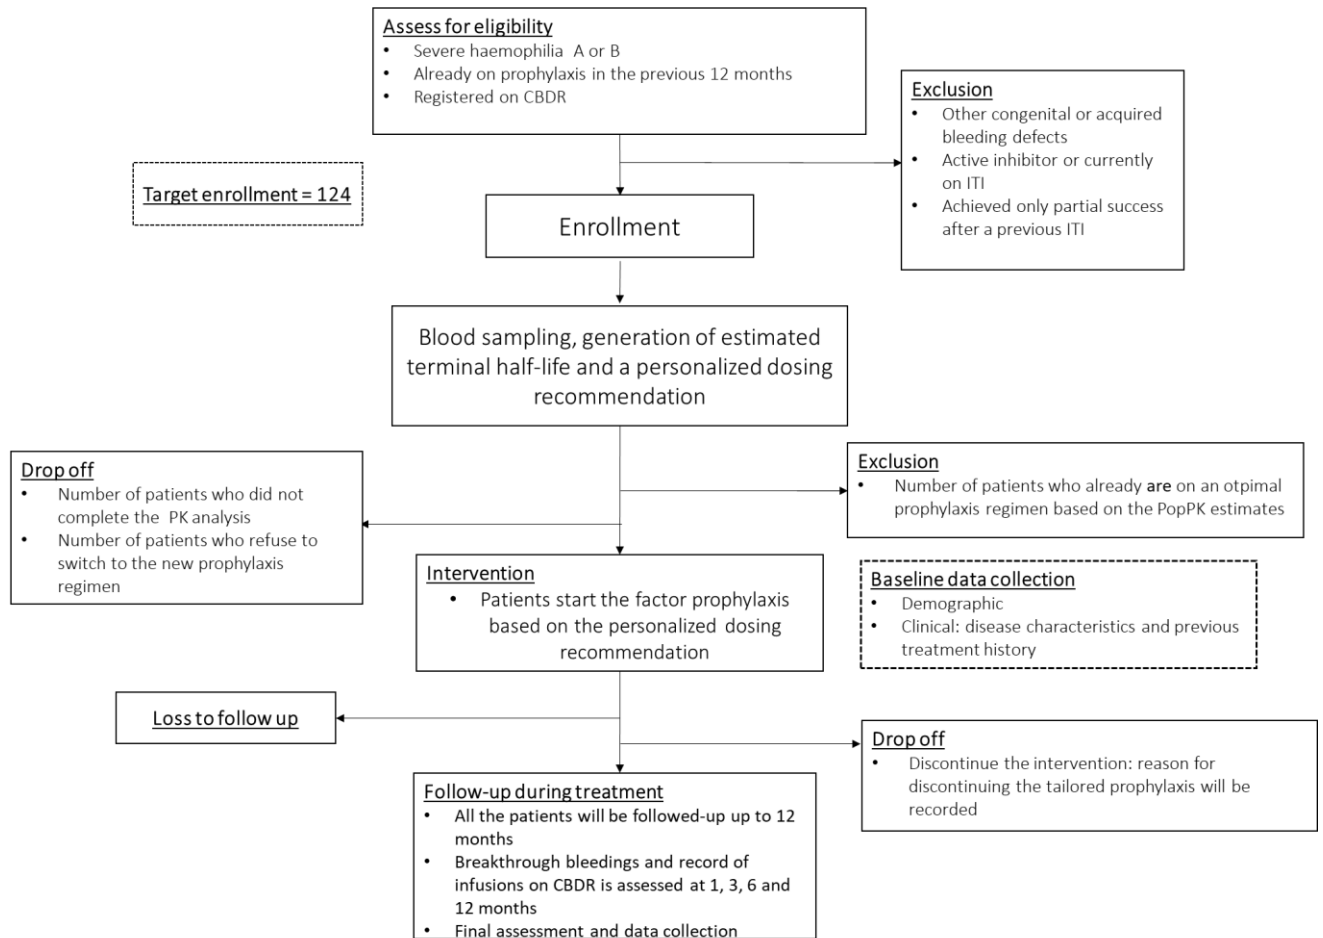 Assess for eligibility
• Severe haemophilia A or B
• Already on prophylaxis in the previous 12 months
• Registered on CBDR
Exclusion
• Other congenital or acquired
bleeding defects
• Active inhibitor or currently
on ITI
• Achieved only partial success
after a previous ITI
Target enrollment = 124
Enrollment
Blood sampling, generation of estimated
terminal half-life and a personalized dosing
recommendation
Drop off
• Number of patients who did not
complete the PK analysis
• Number of patients who refuse to
switch to the new prophylaxis
regimen
Exclusion
• Number of patients who already are on an otpimal
prophylaxis regimen based on the PopPK estimates
Intervention
• Patients start the factor prophylaxis
based on the personalized dosing
recommendation
Baseline data collection
• Demographic
• Clinical: disease characteristics and previous
treatment history
Loss to follow up
Drop off
• Discontinue the intervention: reason for
discontinuing the tailored prophylaxis will be
recorded
Follow-up during treatment
• All the patients will be followed-up up to 12
months
• Breakthrough bleedings and record of
infusions on CBDR is assessed at 1, 3, 6 and
12 months
• Final assessment and data collection